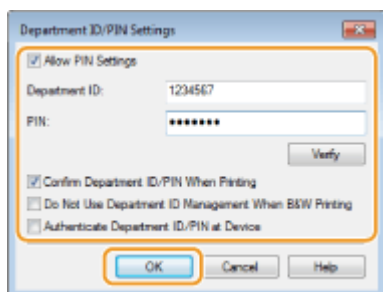 Department ID/PIN Settings
Allow PIN Settings
Department ID: 1234567
PIN: •••••••
Verify
Confirm Department ID/PIN When Printing
Do Not Use Department ID Management When B&W Printing
Authenticate Department ID/PIN at Device
OK Cancel Help